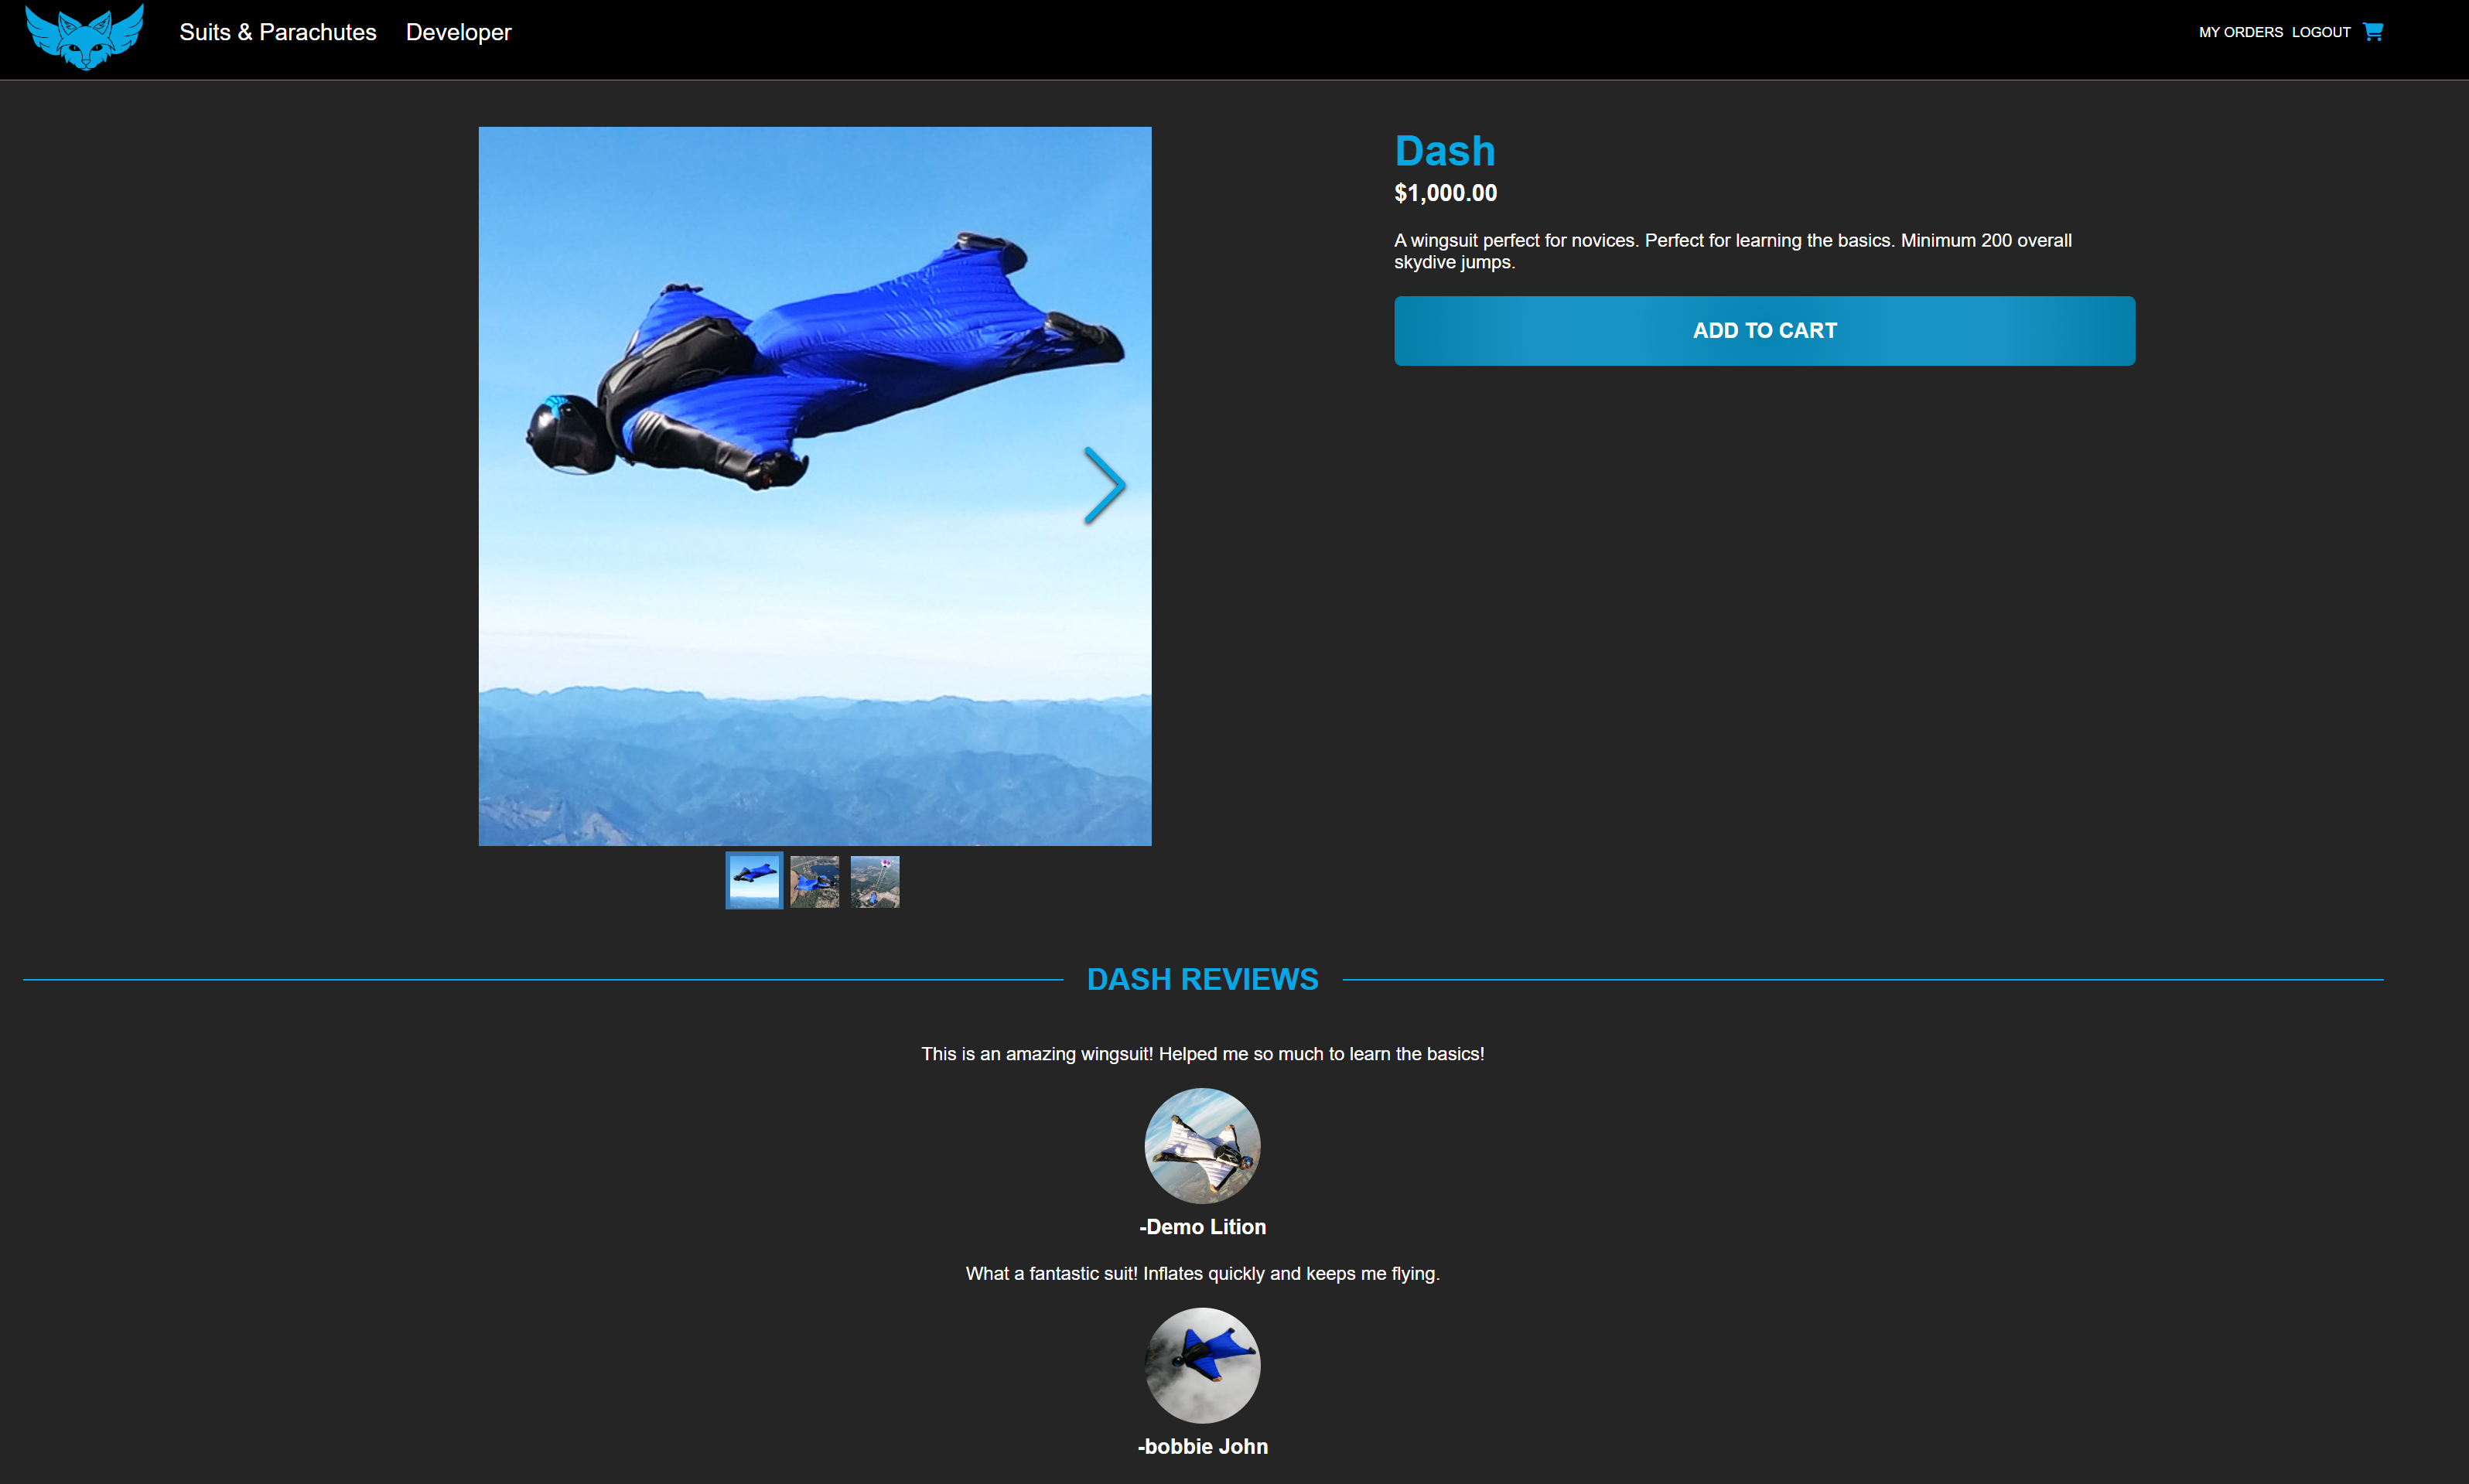 Suits & Parachutes
Developer
MY ORDERS
LOGOUT
Dash
$1,000.00
A wingsuit perfect for novices. Perfect for learning the basics. Minimum 200 overall
skydive jumps.
ADD TO CART
DASH REVIEWS
This is an amazing wingsuit! Helped me so much to learn the basics!
-Demo Lition
What a fantastic suit! Inflates quickly and keeps me flying.
-bobbie John